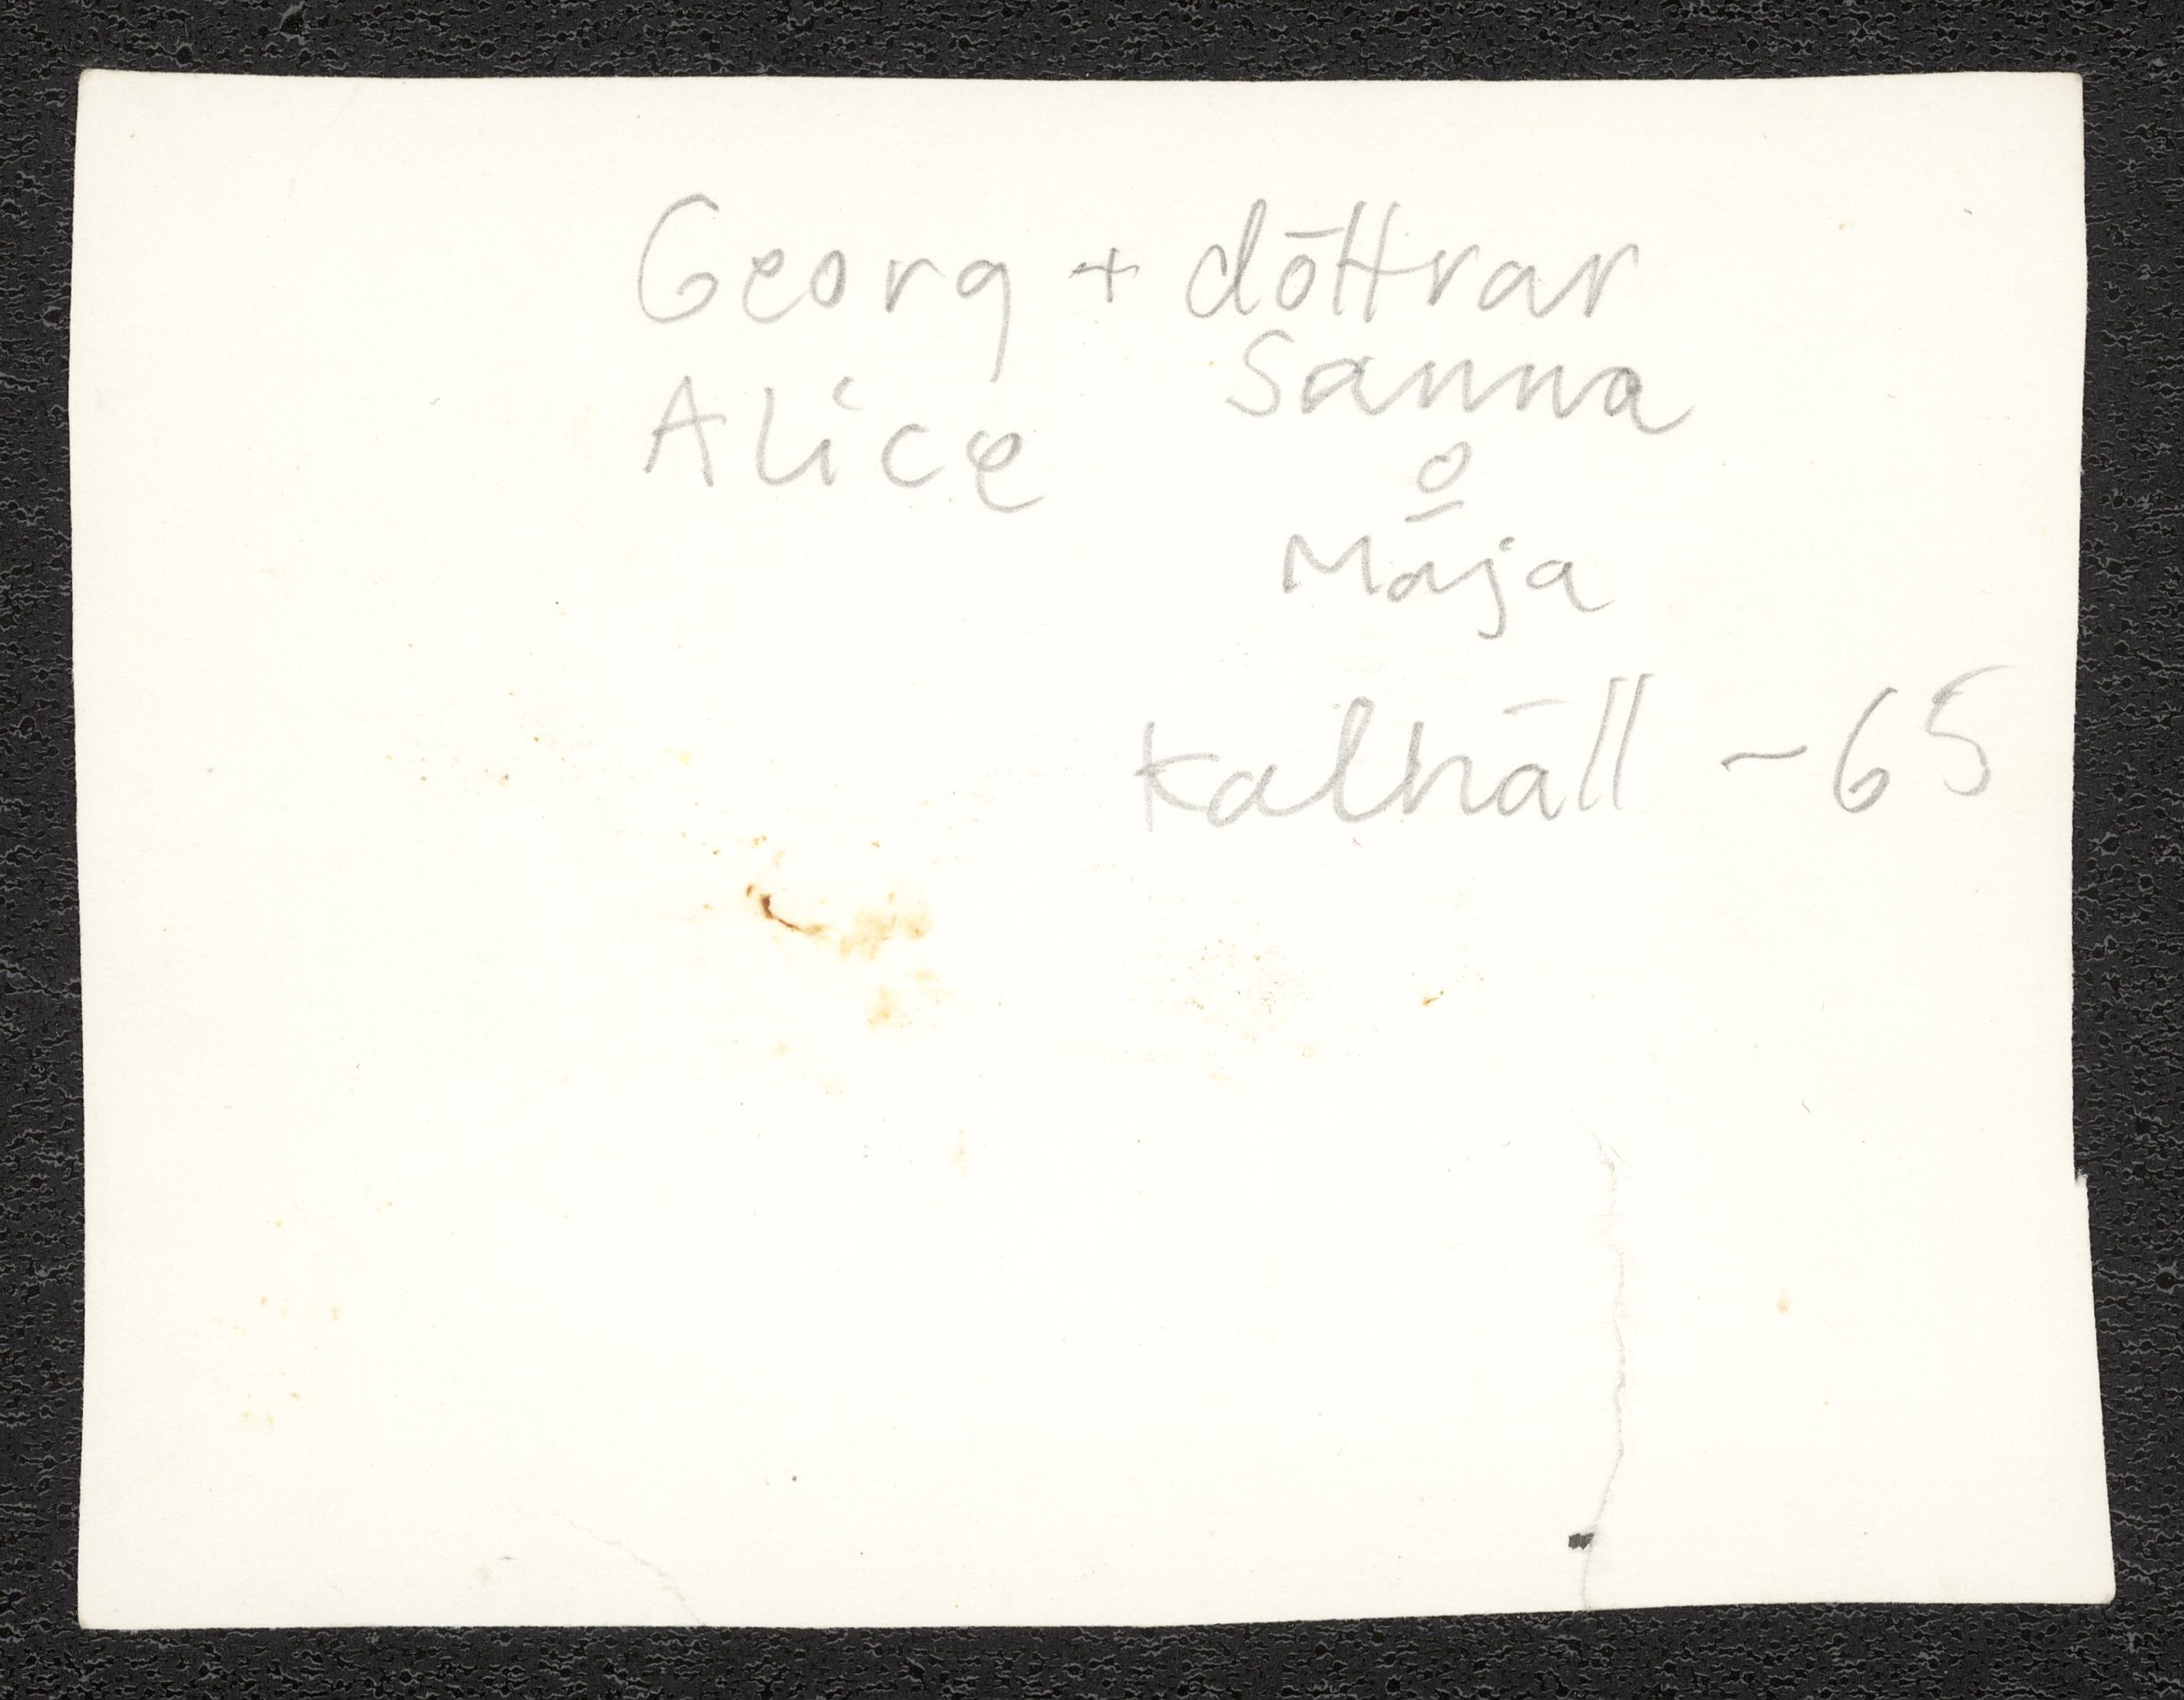 Georg + döttrar
Alice Sanna
o
Maja
Kalhäll - 65